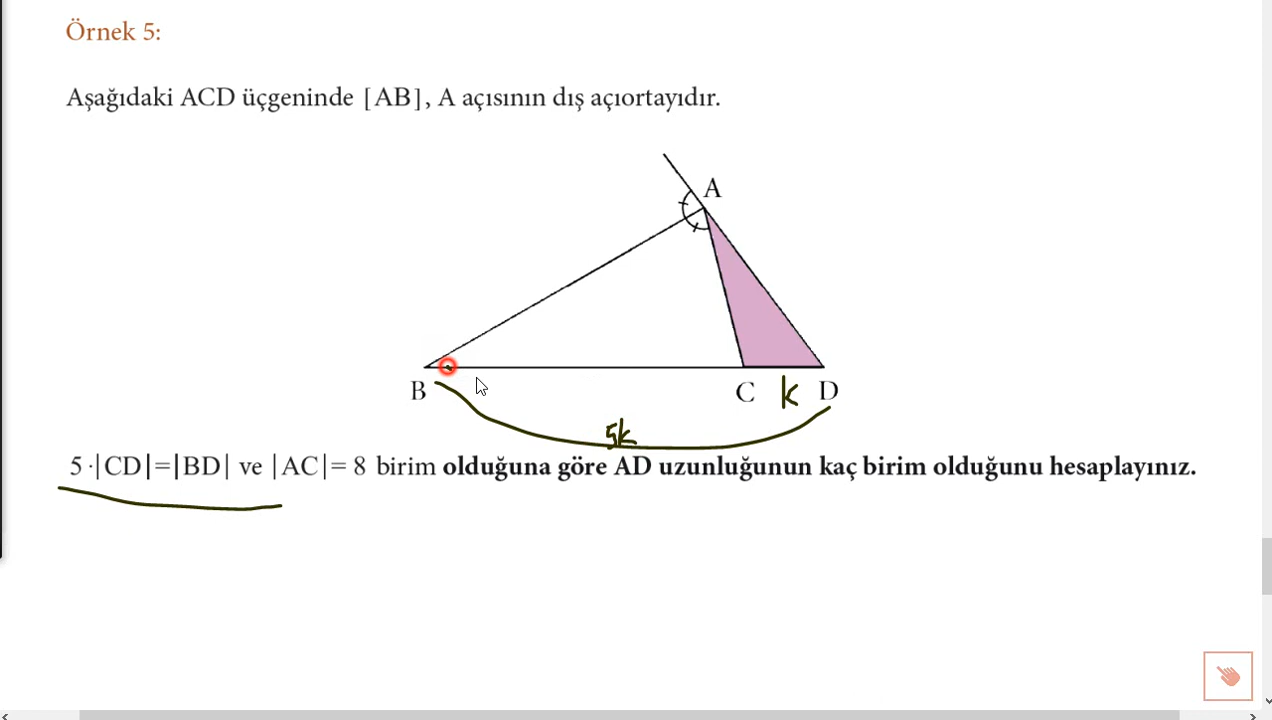 Örnek 5:
Aşağıdaki ACD üçgeninde [AB], A açısının dış açıortayıdır.
A
B
C
k
D
5k
5·|CD|=|BD| ve |AC|= 8 birim olduğuna göre AD uzunluğunun kaç birim olduğunu hesaplayınız.